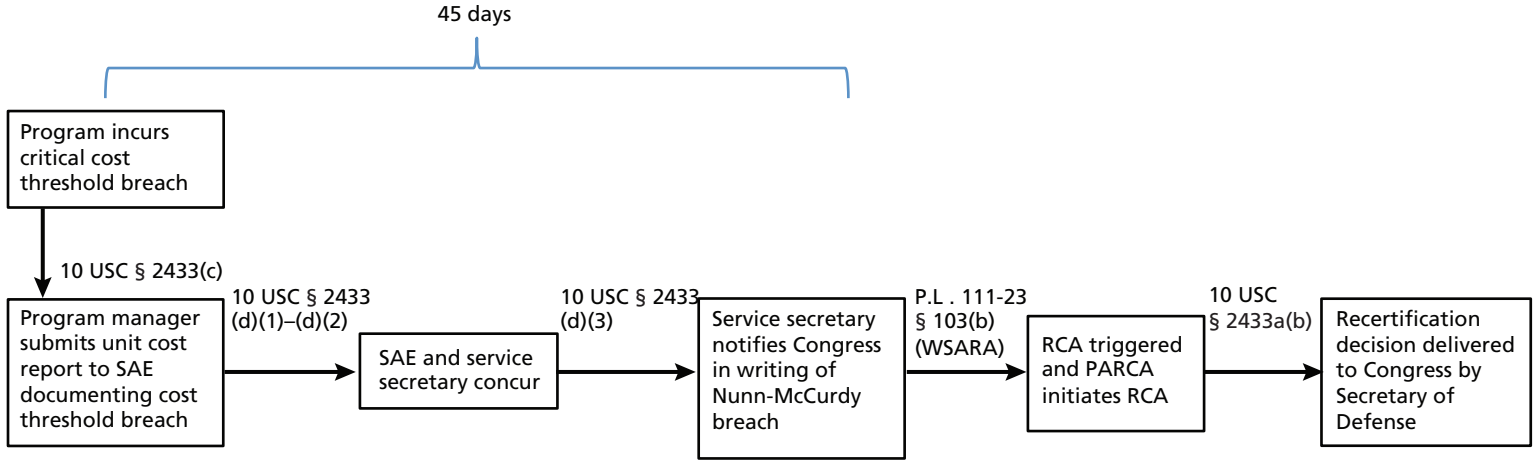 45 days
Program incurs
critical cost
threshold breach
10 USC § 2433(c)
Program manager
submits unit cost
report to SAE
documenting cost
threshold breach
10 USC § 2433
(d)(1)–(d)(2)
SAE and service
secretary concur
10 USC § 2433
(d)(3)
Service secretary
notifies Congress
in writing of
Nunn-McCurdy
breach
P.L . 111-23
§ 103(b)
(WSARA)
RCA triggered
and PARCA
initiates RCA
10 USC
§ 2433a(b)
Recertification
decision delivered
to Congress by
Secretary of
Defense